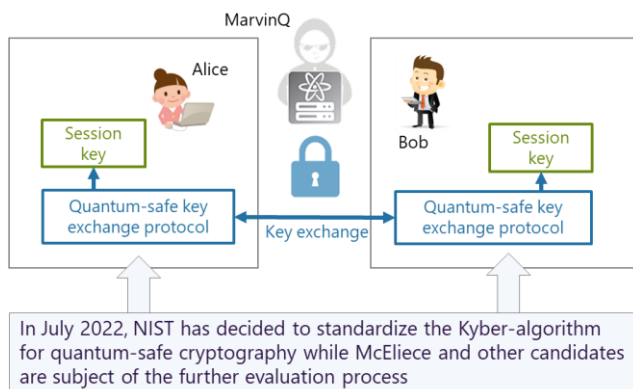 MarvinQ
Alice
Bob
Session
key
Session
key
Quantum-safe key
exchange protocol
Key exchange
Quantum-safe key
exchange protocol
In July 2022, NIST has decided to standardize the Kyber-algorithm
for quantum-safe cryptography while McEliece and other candidates
are subject of the further evaluation process